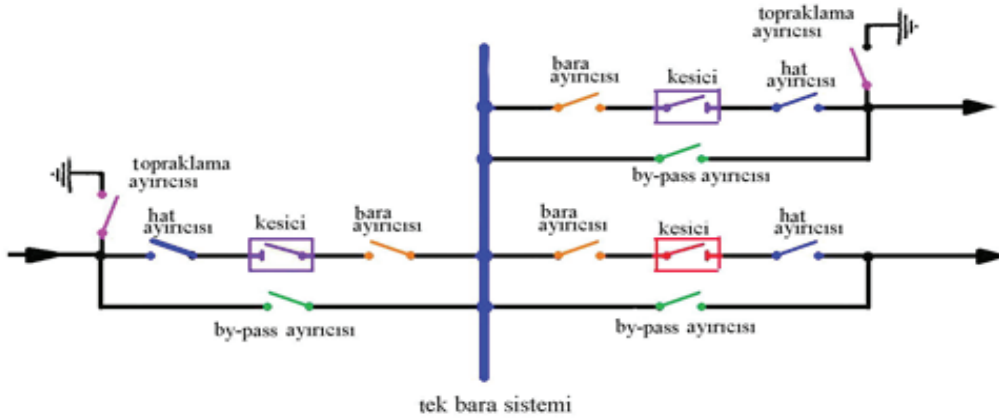 topraklama
ayırıcısı
bara
ayırıcısı
kesici
hat
ayırıcısı
by-pass ayırıcısı
topraklama
ayırıcısı
hat
ayırıcısı
kesici
bara
ayırıcısı
by-pass ayırıcısı
bara
ayırıcısı
kesici
hat
ayırıcısı
by-pass ayırıcısı
tek bara sistemi